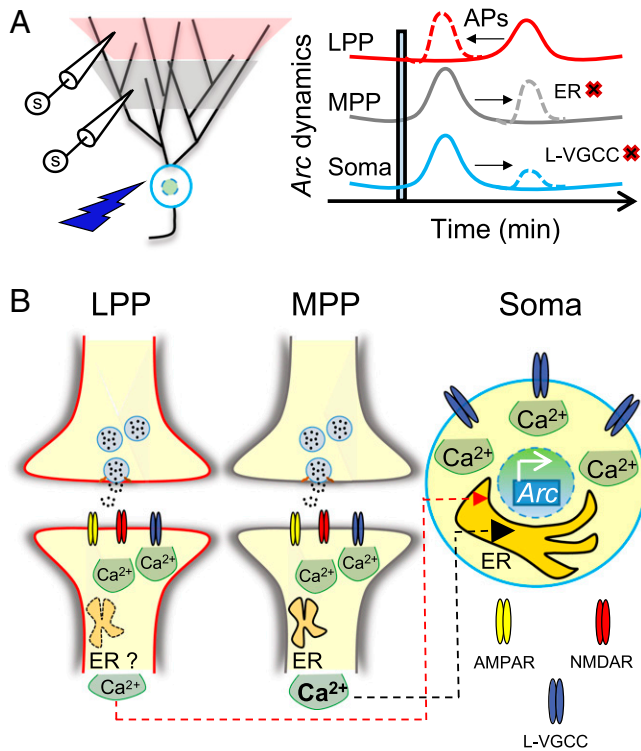 A
S
S
Arc dynamics
LPP
APs
MPP
ER
Soma
L-VGCC
Time (min)
B
LPP
MPP
Soma
Ca2+
Ca2+
Ca2+
Ca2+
Ca2+
Ca2+
Ca2+
Arc
ER ?
ER
ER
Ca2+
Ca2+
AMPAR
NMDAR
L-VGCC